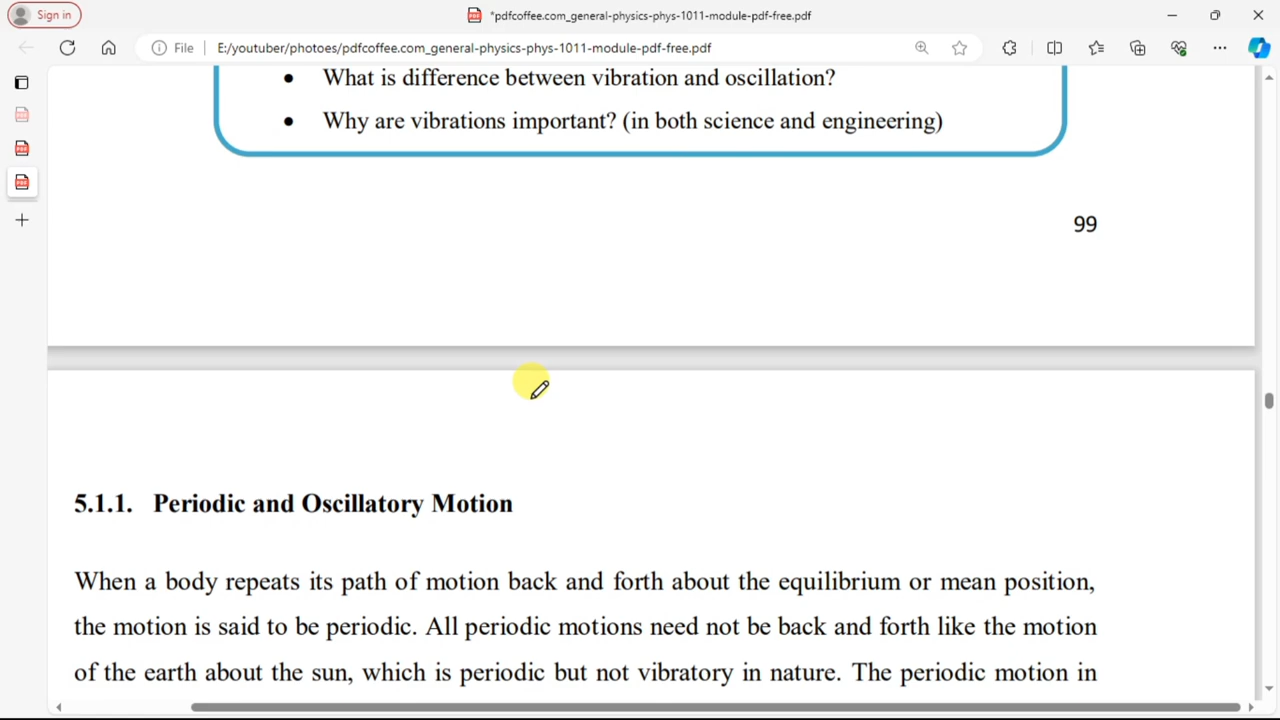 Sign in
*pdfcoffee.com_general-physics-phys-1011-module-pdf-free.pdf
File E:/youtuber/photoes/pdfcoffee.com_general-physics-phys-1011-module-pdf-free.pdf
• What is difference between vibration and oscillation?
• Why are vibrations important? (in both science and engineering)
99
5.1.1. Periodic and Oscillatory Motion
When a body repeats its path of motion back and forth about the equilibrium or mean position,
the motion is said to be periodic. All periodic motions need not be back and forth like the motion
of the earth about the sun, which is periodic but not vibratory in nature. The periodic motion in